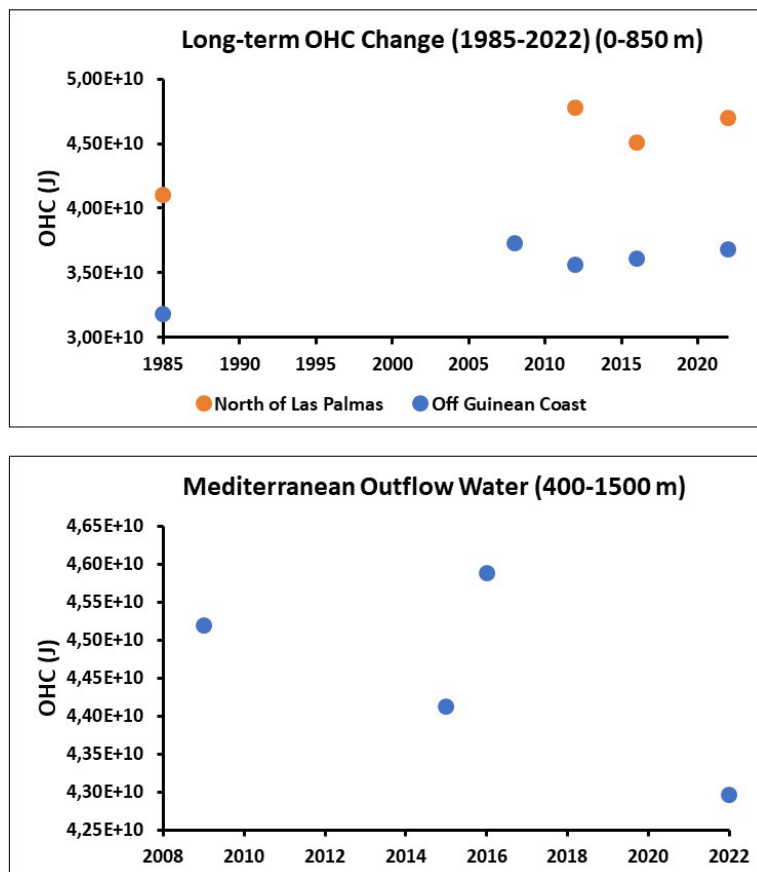 Long-term OHC Change (1985-2022) (0-850 m)
OHC (J)
5,00E+10
4,50E+10
4,00E+10
3,50E+10
3,00E+10
1985 1990 1995 2000 2005 2010 2015 2020
North of Las Palmas Off Guinean Coast
Mediterranean Outflow Water (400-1500 m)
OHC (J)
4,65E+10
4,60E+10
4,55E+10
4,50E+10
4,45E+10
4,40E+10
4,35E+10
4,30E+10
4,25E+10
2008 2010 2012 2014 2016 2018 2020 2022